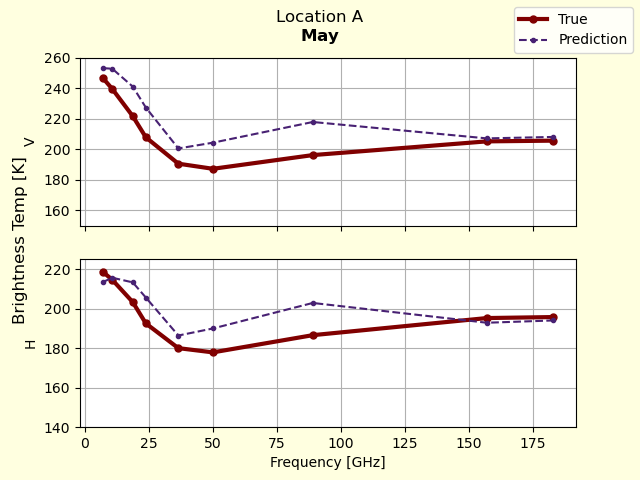 Location A
May
True
Prediction
Brightness Temp [K]
V
260
240
220
200
180
160
H
220
200
180
160
140
0
25
50
75
100
125
150
175
Frequency [GHz]